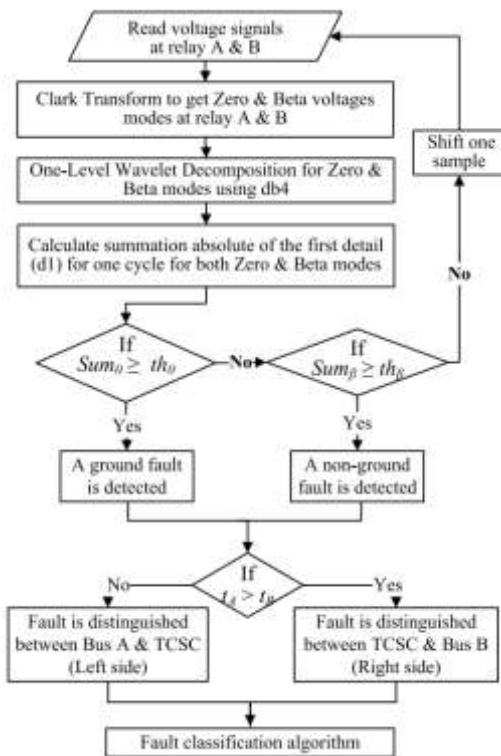 Read voltage signals
at relay A & B
Clark Transform to get Zero & Beta voltages
modes at relay A & B
Shift one
sample
One-Level Wavelet Decomposition for Zero &
Beta modes using db4
Calculate summation absolute of the first detail
(d1) for one cycle for both Zero & Beta modes
No
If
Sum₀ ≥ th₀
No
If
Sumᵦ ≥ thᵦ
Yes
Yes
A ground fault
is detected
A non-ground
fault is detected
No
If
t_A > t_B
Yes
Fault is distinguished
between Bus A & TCSC
(Left side)
Fault is distinguished
between TCSC & Bus B
(Right side)
Fault classification algorithm